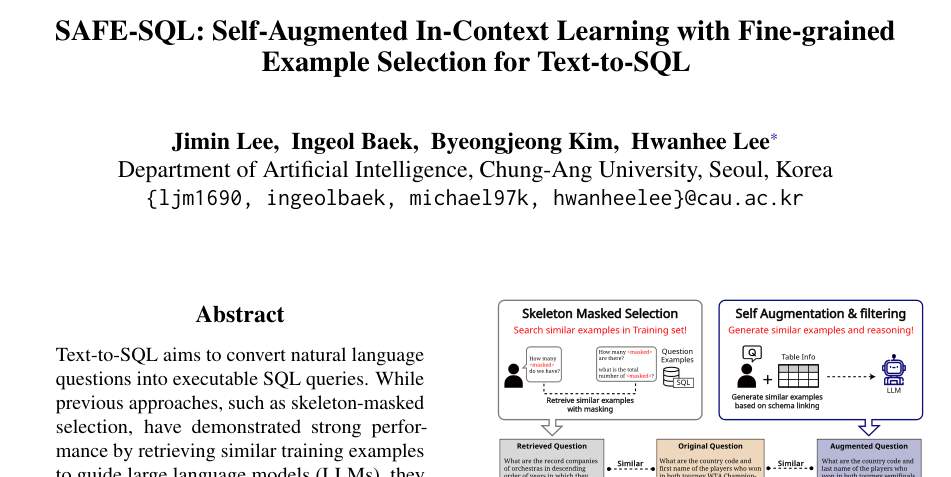 SAFE-SQL: Self-Augmented In-Context Learning with Fine-grained
Example Selection for Text-to-SQL
Jimin Lee, Ingeol Baek, Byeongjeong Kim, Hwanhee Lee*
Department of Artificial Intelligence, Chung-Ang University, Seoul, Korea
{ljm1690, ingeolbaek, michael97k, hwanheelee}@cau.ac.kr
Abstract
Text-to-SQL aims to convert natural language
questions into executable SQL queries. While
previous approaches, such as skeleton-masked
selection, have demonstrated strong perfor-
mance by retrieving similar training examples
to guide large language models (LLMs), they
Skeleton Masked Selection
Search similar examples in Training set!
How many
<masked>
do we have?
How many <masked>
are there?
what is the total
number of <masked>?
Question
Examples
SQL
Retreive similar examples
with masking
Self Augmentation & filtering
Generate similar examples and reasoning!
Q
Table Info
+
LLM
Generate similar examples
based on schema linking
Retrieved Question
What are the record companies
of orchestras in descending
order of years in which they
Similar
Original Question
What are the country code and
first name of the players who won
in both tourney WTA Champion-
Similar
Augmented Question
What are the country code and
last name of the players who
won in both tourney semifinals